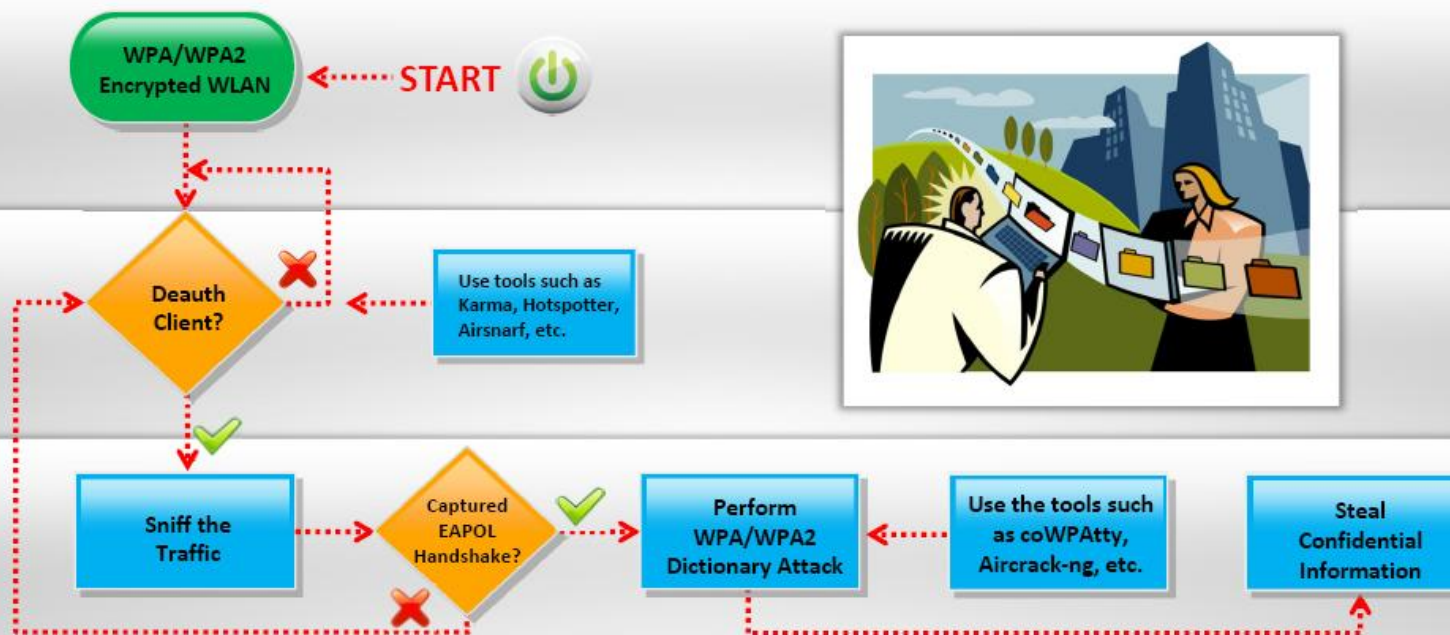 WPA/WPA2
Encrypted WLAN
START
Deauth
Client?
Use tools such as
Karma, Hotspotter,
Airsnarf, etc.
Sniff the
Traffic
Captured
EAPOL
Handshake?
Perform
WPA/WPA2
Dictionary Attack
Use the tools such
as coWPAtty,
Aircrack-ng, etc.
Steal
Confidential
Information